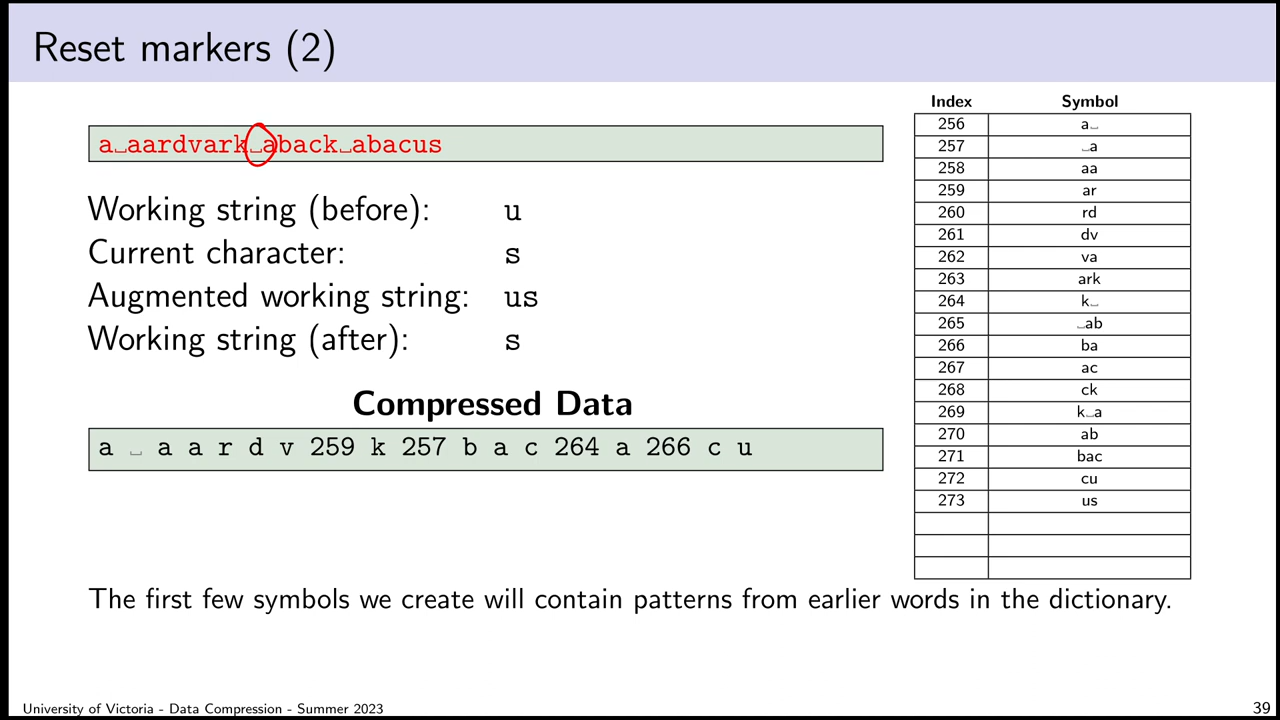 Reset markers (2)
a␣aardvark␣aback␣abacus
Working string (before): u
Current character: s
Augmented working string: us
Working string (after): s
Compressed Data
a ␣ a a r d v 259 k 257 b a c 264 a 266 c u
The first few symbols we create will contain patterns from earlier words in the dictionary.
Index Symbol
256 a␣
257 ␣a
258 aa
259 ar
260 rd
261 dv
262 va
263 ark
264 k␣
265 ␣ab
266 ba
267 ac
268 ck
269 k␣a
270 ab
271 bac
272 cu
273 us
University of Victoria - Data Compression - Summer 2023
39